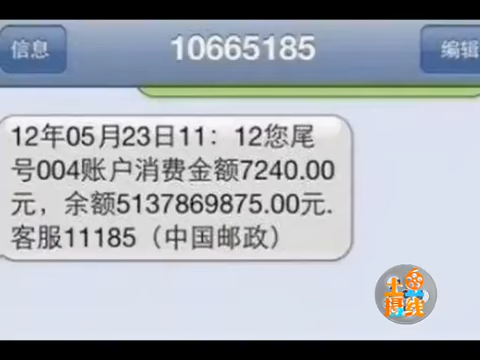 信息
10665185
编辑
12年05月23日11：12您尾
号004账户消费金额7240.00
元，余额5137869875.00元.
客服11185（中国邮政）